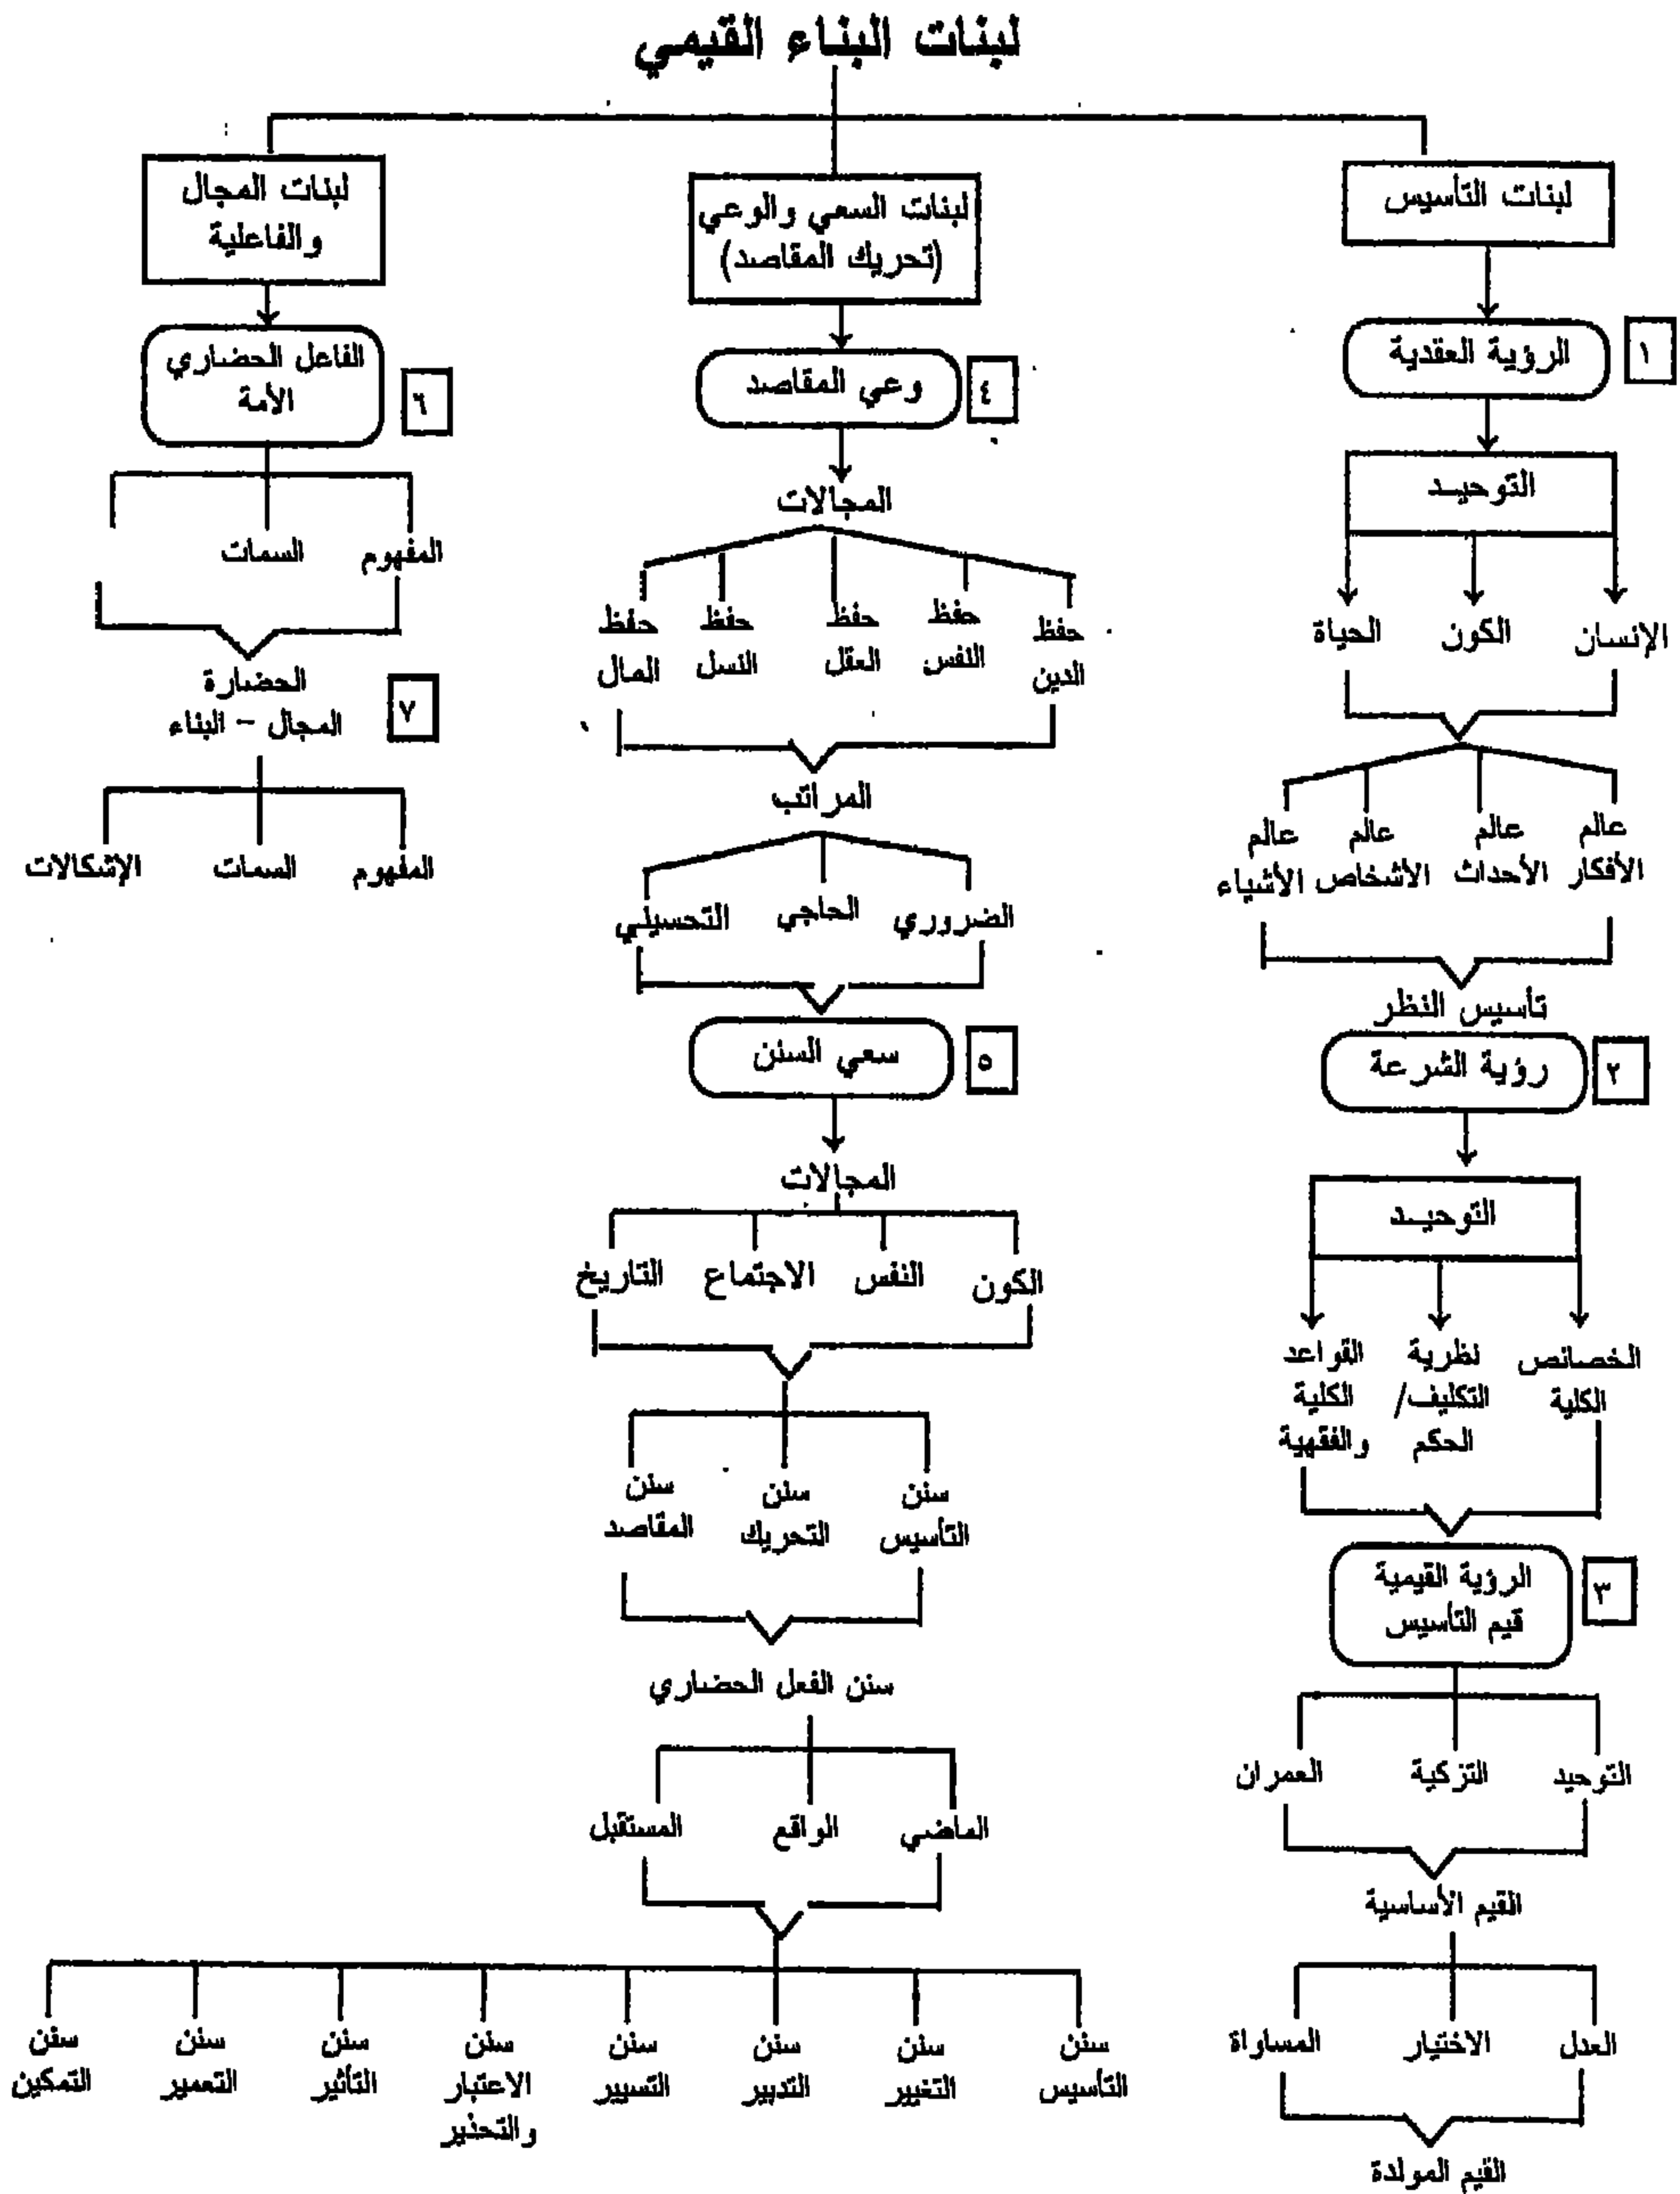 لبنات البناء القيمي
لبنات التأسيس
الرؤية العقدية
١
التوحيــد
الإنسان
الكون
الحياة
عالم
الأفكار
عالم
الأحداث
عالم
الأشخاص
عالم
الأشياء
تأسيس النظر
رؤية الشرعة
٢
التوحيــد
الخصائص
الكلية
نظرية
التكليف/
الحكم
القواعد
الكلية
والفقهية
الرؤية القيمية
قيم التأسيس
٣
التوحيد
التزكية
العمران
القيم الأساسية
العدل
الاختيار
المساواة
القيم المولدة
لبنات السعي والوعي
(تحريك المقاصد)
وعي المقاصد
٤
المجالات
حفظ
الدين
حفظ
النفس
حفظ
العقل
حفظ
النسل
حفظ
المال
المراتب
الضروري
الحاجي
التحسيني
سعي السنن
٥
المجالات
الكون
النفس
الاجتماع
التاريخ
سنن
التأسيس
سنن
التحريك
سنن
المقاصد
سنن الفعل الحضاري
الماضي
الواقع
المستقبل
سنن
التأسيس
سنن
التغيير
سنن
التدبير
سنن
التسيير
سنن
الاعتبار
والتحذير
سنن
التأثير
سنن
التعمير
سنن
التمكين
لبنات المجال
والفاعلية
الفاعل الحضاري
الأمة
٦
المفهوم
السمات
الحضارة
المجال – البناء
٧
المفهوم
السمات
الإشكالات